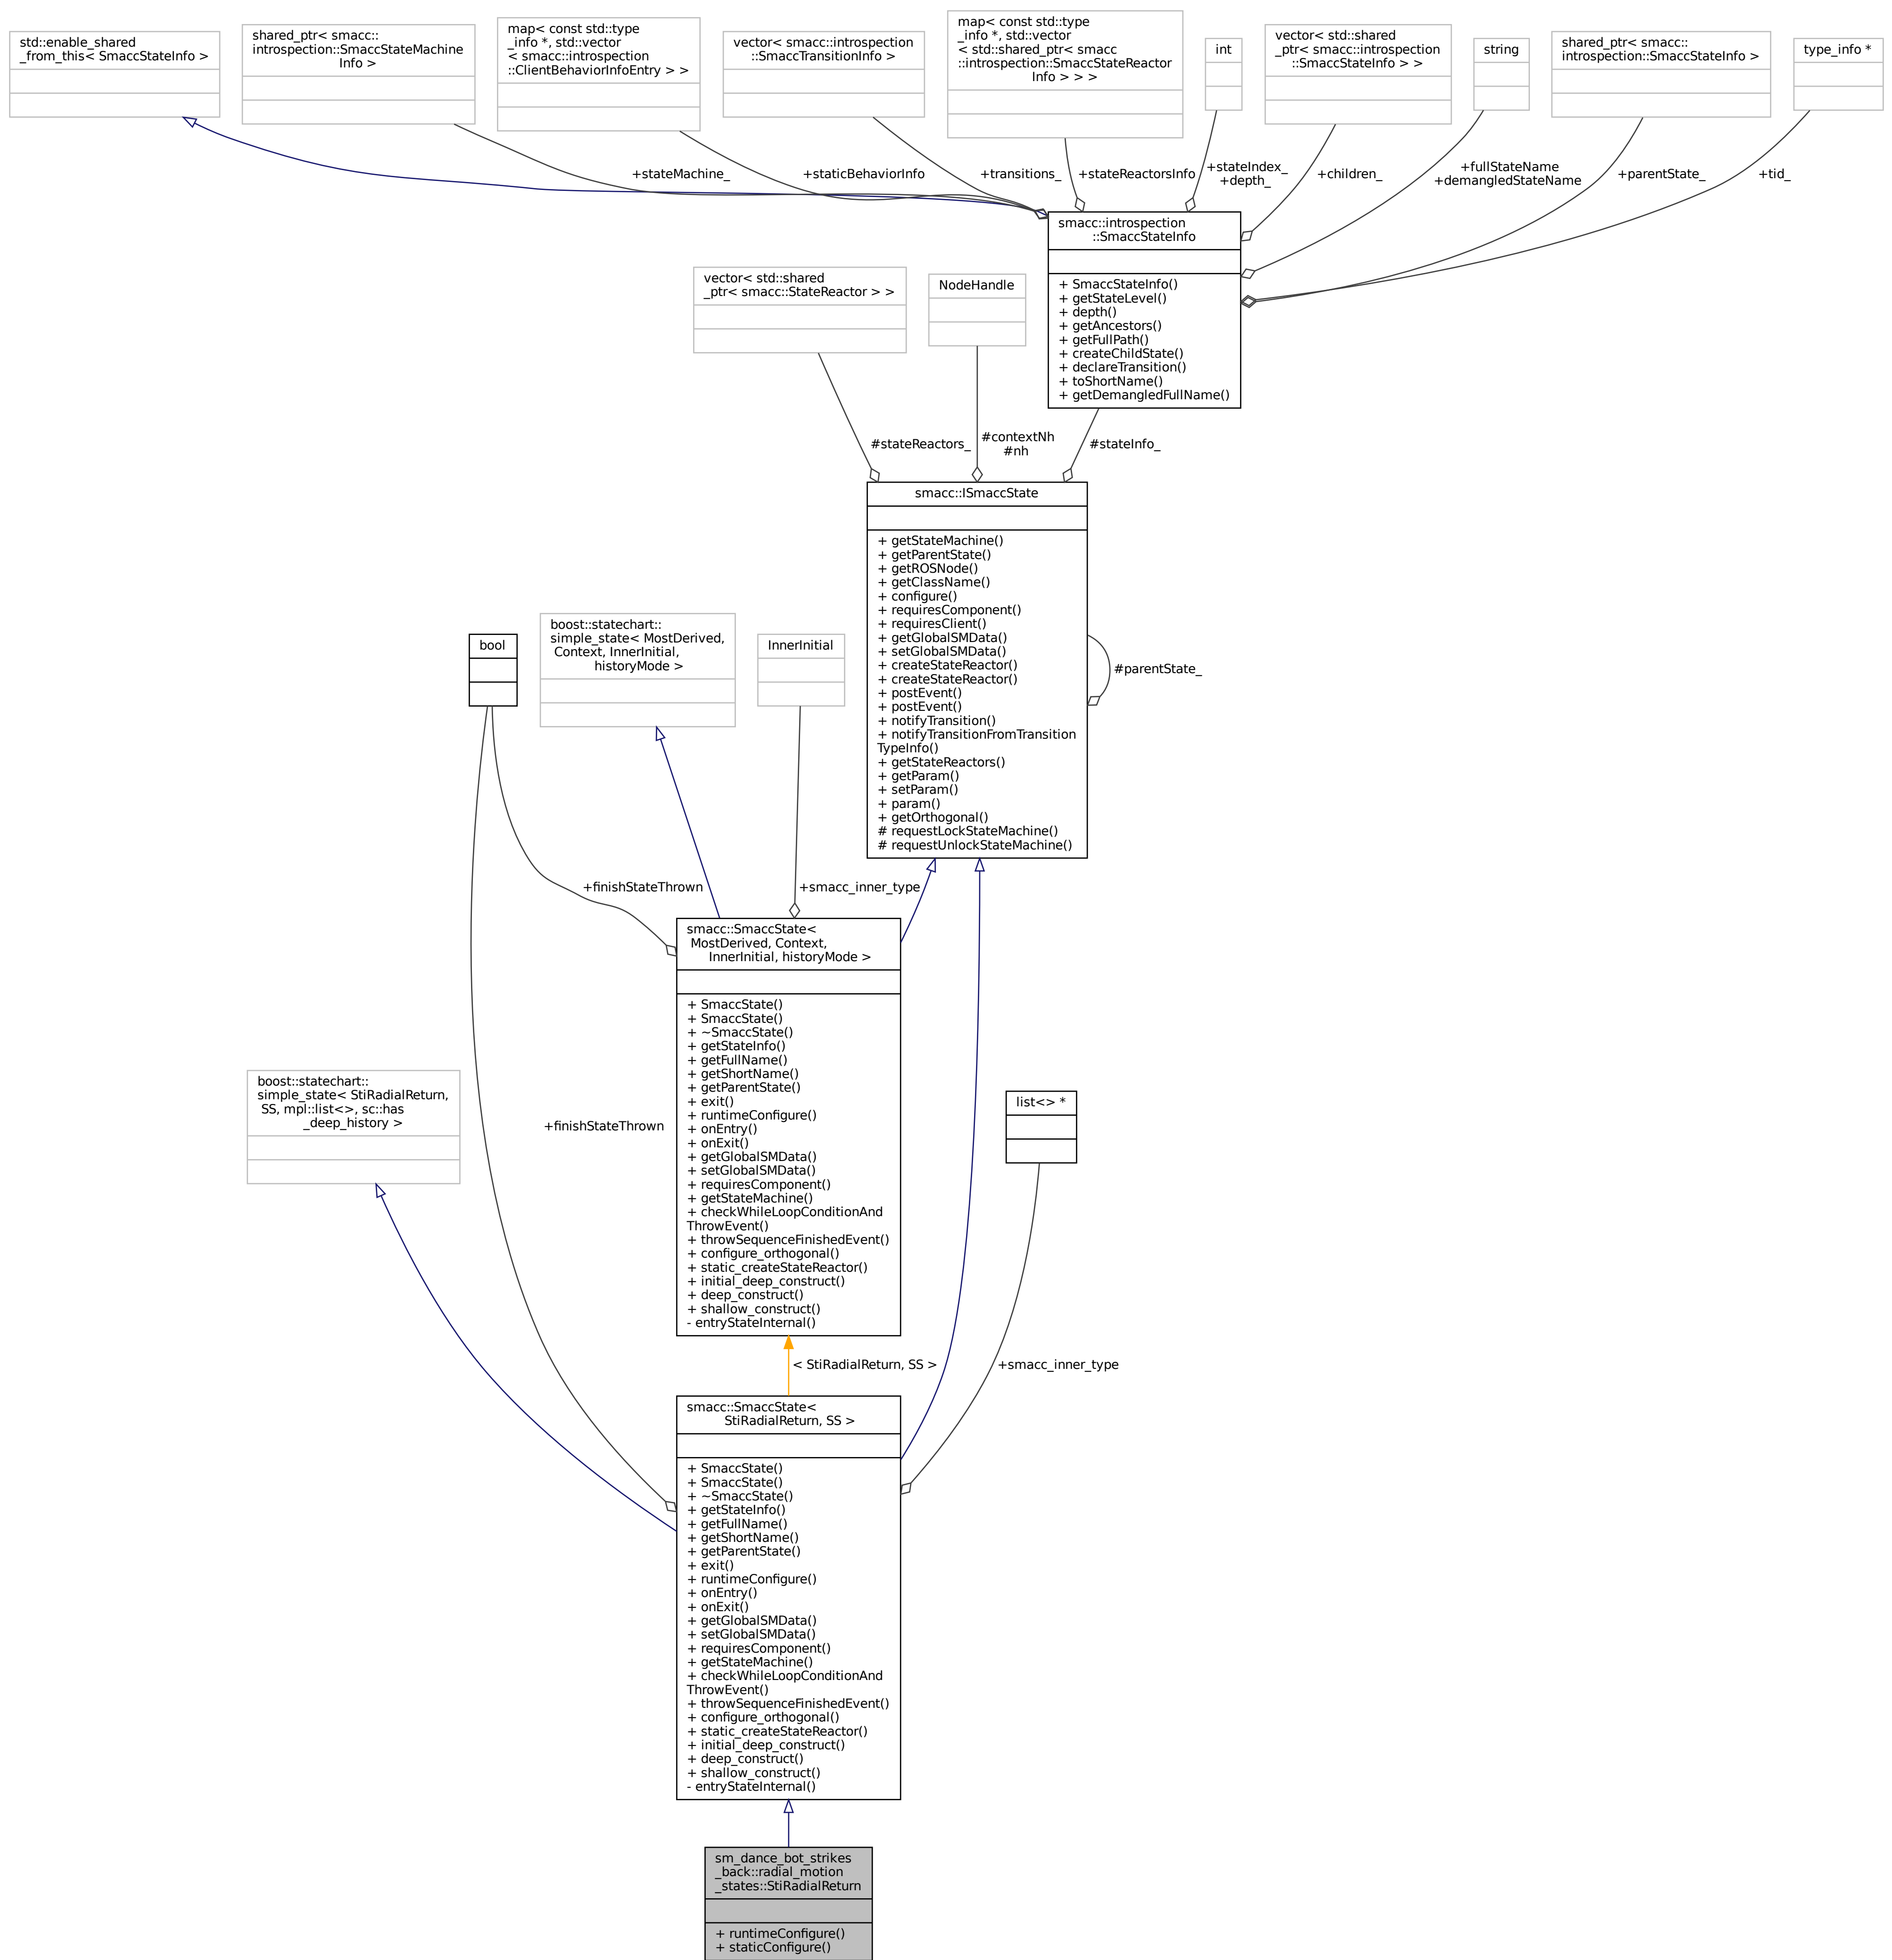 std::enable_shared
_from_this< SmaccStateInfo >
shared_ptr< smacc::
introspection::SmaccStateMachine
Info >
map< const std::type
_info *, std::vector
< smacc::introspection
::ClientBehaviorInfoEntry > >
vector< smacc::introspection
::SmaccTransitionInfo >
map< const std::type
_info *, std::vector
< std::shared_ptr< smacc
::introspection::SmaccStateReactor
Info > > >
int
vector< std::shared
_ptr< smacc::introspection
::SmaccStateInfo > >
string
shared_ptr< smacc::
introspection::SmaccStateInfo >
type_info *
+stateMachine_
+staticBehaviorInfo
+transitions_
+stateReactorsInfo
+stateIndex_
+depth_
+children_
+fullStateName
+demangledStateName
+parentState_
+tid_
smacc::introspection
::SmaccStateInfo
+ SmaccStateInfo()
+ getStateLevel()
+ depth()
+ getAncestors()
+ getFullPath()
+ createChildState()
+ declareTransition()
+ toShortName()
+ getDemangledFullName()
vector< std::shared
_ptr< smacc::StateReactor > >
NodeHandle
#stateReactors_
#contextNh
#nh
#stateInfo_
smacc::ISmaccState
+ getStateMachine()
+ getParentState()
+ getROSNode()
+ getClassName()
+ configure()
+ requiresComponent()
+ requiresClient()
+ getGlobalSMData()
+ setGlobalSMData()
+ createStateReactor()
+ createStateReactor()
+ postEvent()
+ postEvent()
+ notifyTransition()
+ notifyTransitionFromTransition
TypeInfo()
+ getStateReactors()
+ getParam()
+ setParam()
+ param()
+ getOrthogonal()
# requestLockStateMachine()
# requestUnlockStateMachine()
#parentState_
bool
boost::statechart::
simple_state< MostDerived,
Context, InnerInitial,
historyMode >
InnerInitial
+finishStateThrown
+smacc_inner_type
smacc::SmaccState<
MostDerived, Context,
InnerInitial, historyMode >
+ SmaccState()
+ SmaccState()
+ ~SmaccState()
+ getStateInfo()
+ getFullName()
+ getShortName()
+ getParentState()
+ exit()
+ runtimeConfigure()
+ onEntry()
+ onExit()
+ getGlobalSMData()
+ setGlobalSMData()
+ requiresComponent()
+ getStateMachine()
+ checkWhileLoopConditionAnd
ThrowEvent()
+ throwSequenceFinishedEvent()
+ configure_orthogonal()
+ static_createStateReactor()
+ initial_deep_construct()
+ deep_construct()
+ shallow_construct()
- entryStateInternal()
boost::statechart::
simple_state< StiRadialReturn,
SS, mpl::list<>, sc::has
_deep_history >
+finishStateThrown
list<> *
< StiRadialReturn, SS >
+smacc_inner_type
smacc::SmaccState<
StiRadialReturn, SS >
+ SmaccState()
+ SmaccState()
+ ~SmaccState()
+ getStateInfo()
+ getFullName()
+ getShortName()
+ getParentState()
+ exit()
+ runtimeConfigure()
+ onEntry()
+ onExit()
+ getGlobalSMData()
+ setGlobalSMData()
+ requiresComponent()
+ getStateMachine()
+ checkWhileLoopConditionAnd
ThrowEvent()
+ throwSequenceFinishedEvent()
+ configure_orthogonal()
+ static_createStateReactor()
+ initial_deep_construct()
+ deep_construct()
+ shallow_construct()
- entryStateInternal()
sm_dance_bot_strikes
_back::radial_motion
_states::StiRadialReturn
+ runtimeConfigure()
+ staticConfigure()